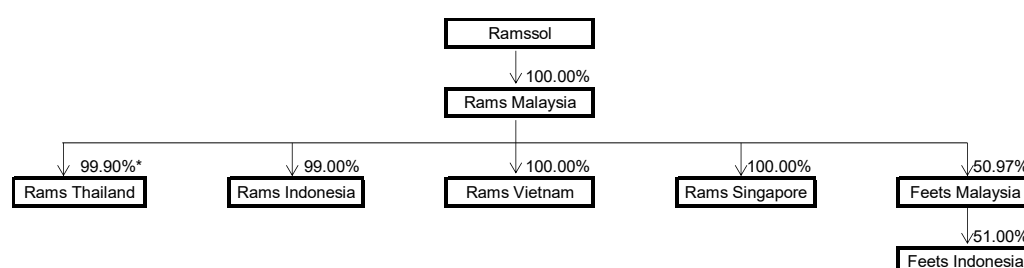 Ramssol
100.00%
Rams Malaysia
99.90%* 99.00% 100.00% 100.00% 50.97%
Rams Thailand Rams Indonesia Rams Vietnam Rams Singapore Feets Malaysia
51.00%
Feets Indonesia